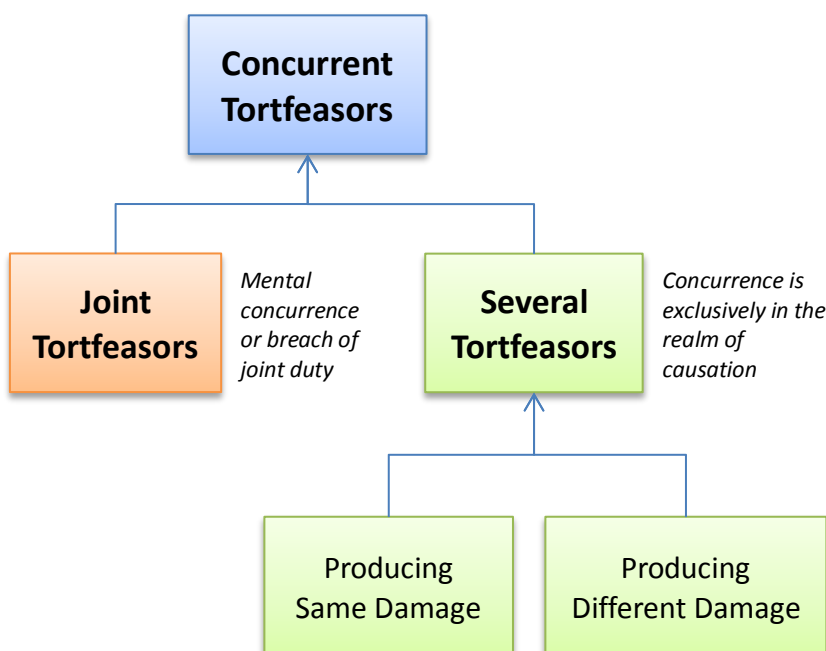 Concurrent
Tortfeasors
Joint
Tortfeasors
Mental
concurrence
or breach of
joint duty
Several
Tortfeasors
Concurrence is
exclusively in the
realm of
causation
Producing
Same Damage
Producing
Different Damage